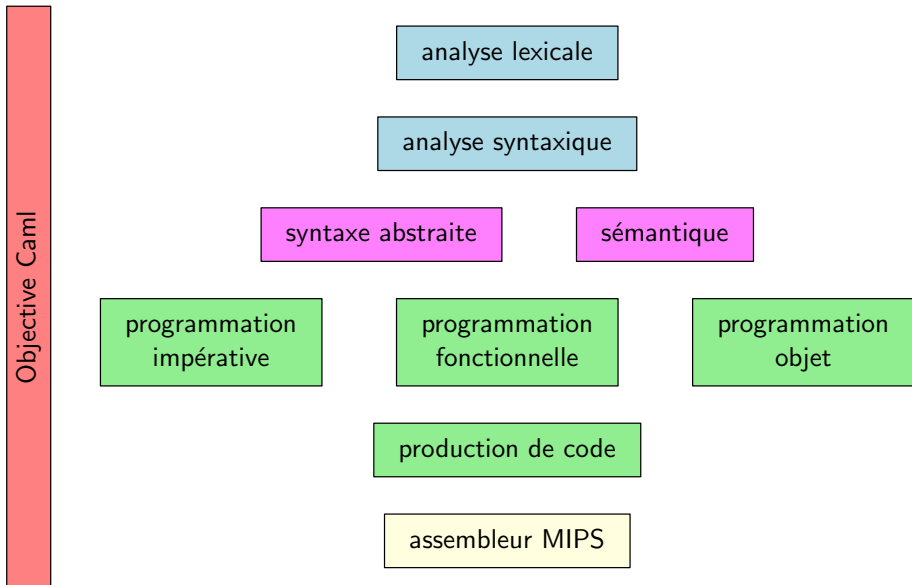 Objective Caml
analyse lexicale
analyse syntaxique
syntaxe abstraite
sémantique
programmation
impérative
programmation
fonctionnelle
programmation
objet
production de code
assembleur MIPS